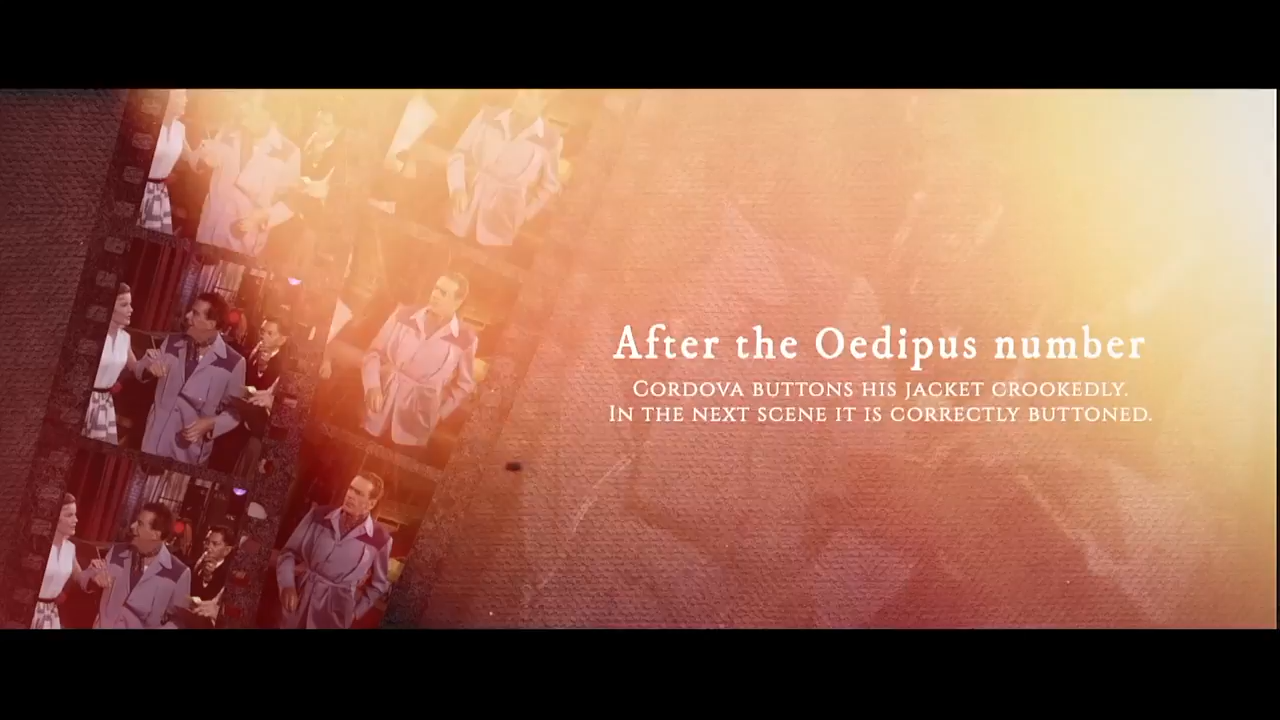 After the Oedipus number
Cordova buttons his jacket crookedly.
In the next scene it is correctly buttoned.